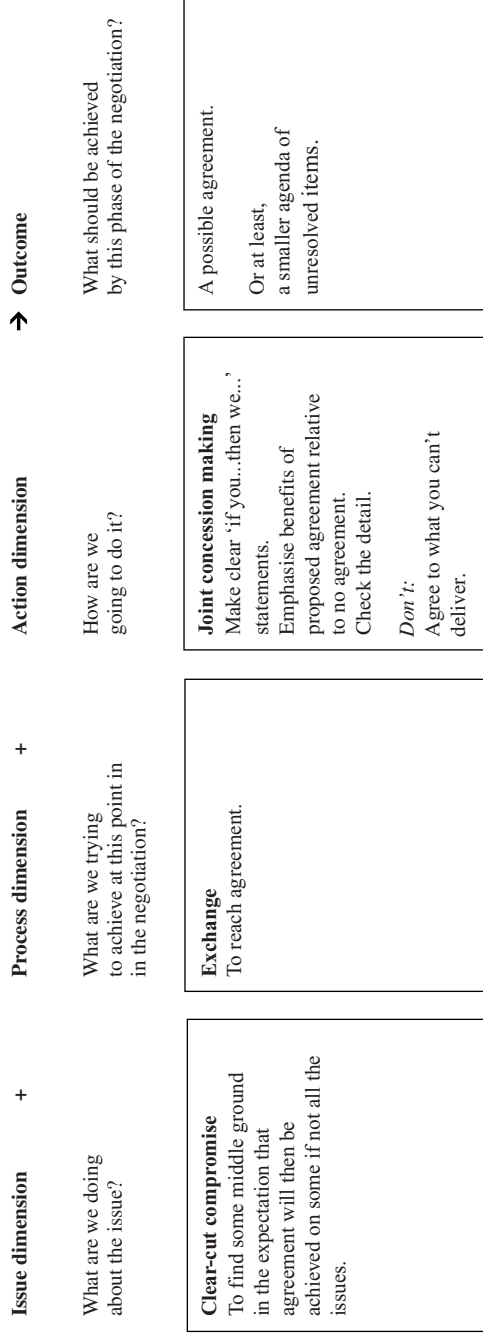 Issue dimension +
What are we doing
about the issue?
Clear-cut compromise
To find some middle ground
in the expectation that
agreement will then be
achieved on some if not all the
issues.
Process dimension +
What are we trying
to achieve at this point in
in the negotiation?
Exchange
To reach agreement.
Action dimension
How are we
going to do it?
Joint concession making
Make clear ‘if you...then we...’
statements.
Emphasise benefits of
proposed agreement relative
to no agreement.
Check the detail.
Don’t:
Agree to what you can’t
deliver.
→ Outcome
What should be achieved
by this phase of the negotiation?
A possible agreement.
Or at least,
a smaller agenda of
unresolved items.